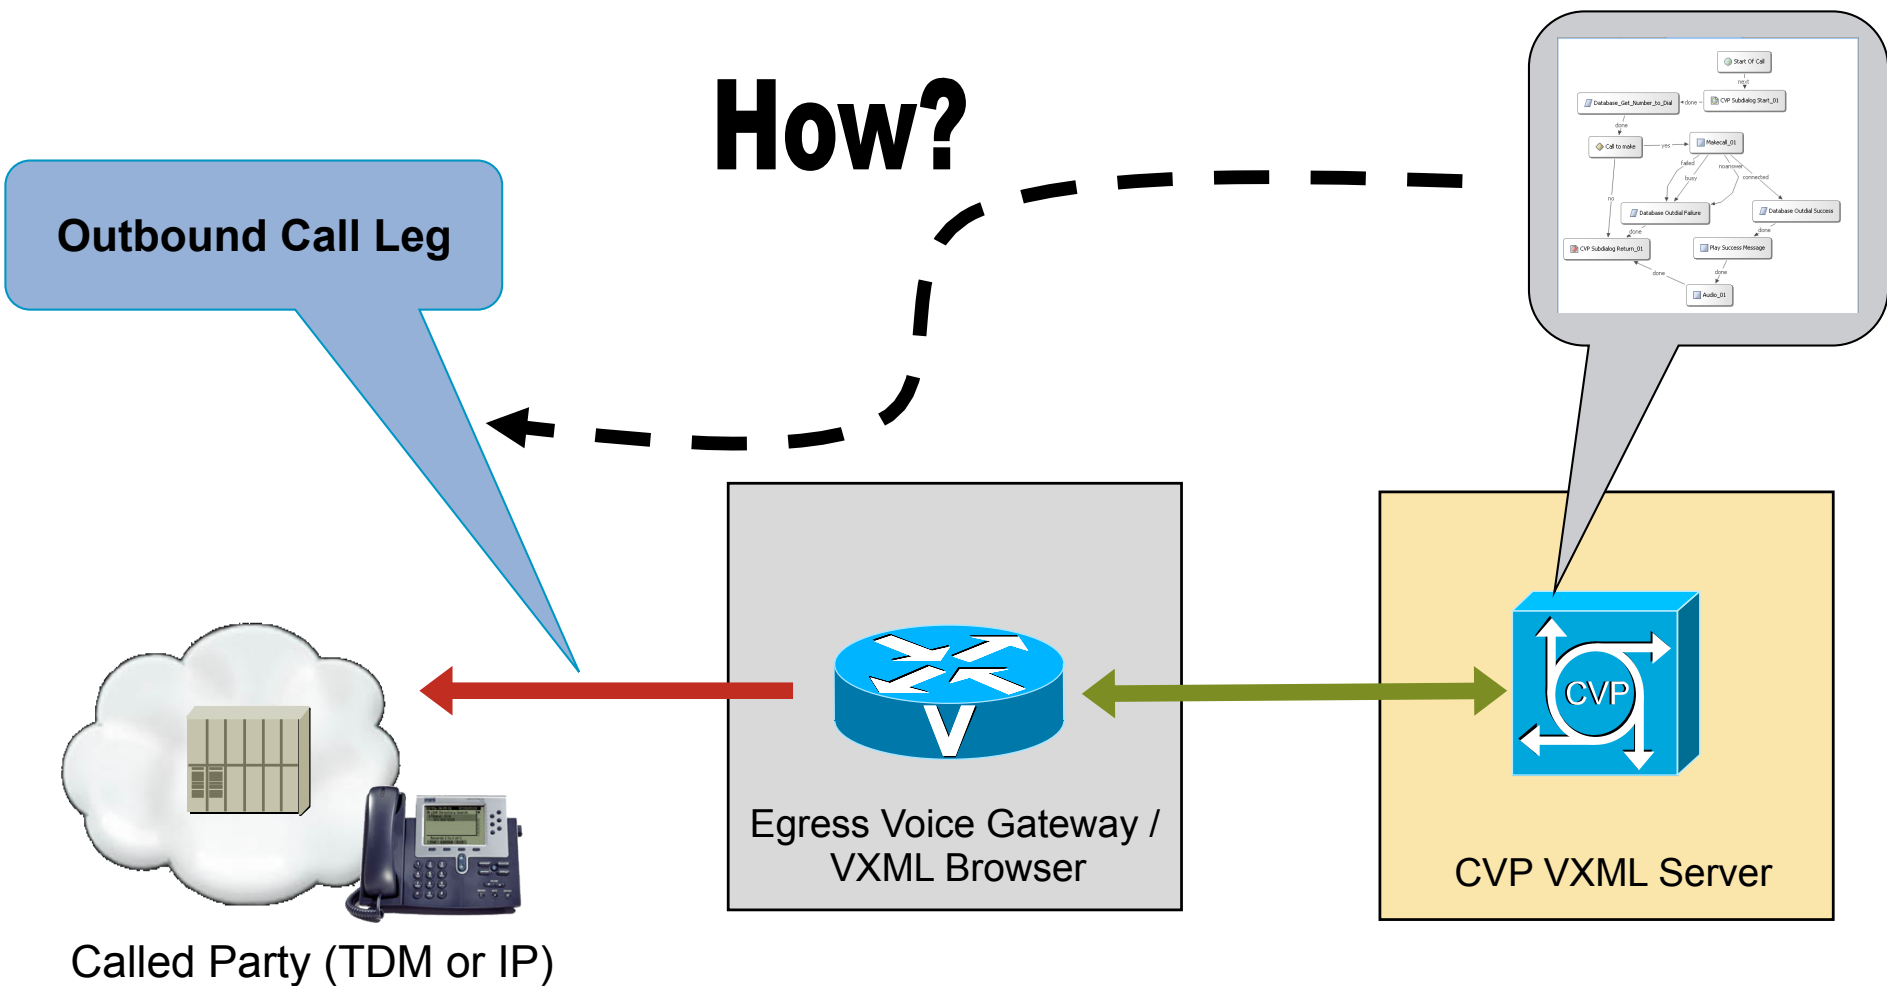 How?
Outbound Call Leg
Start Of Call
next
CVP Subdialog Start_01
done
Database_Get_Number_to_Dial
done
Call to make
yes
Makecall_01
failed
busy
noanswer
connected
no
Database Outdial Failure
Database Outdial Success
done
done
CVP Subdialog Return_01
Play Success Message
done
done
Audio_01
V
CVP
Egress Voice Gateway /
VXML Browser
CVP VXML Server
Called Party (TDM or IP)